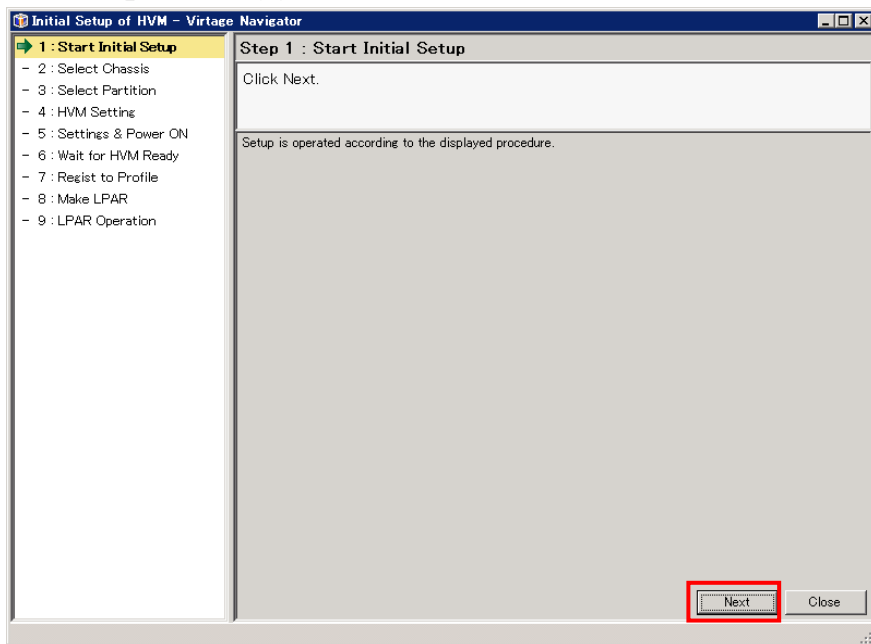 Initial Setup of HVM - Virtage Navigator
1 : Start Initial Setup
- 2 : Select Chassis
- 3 : Select Partition
- 4 : HVM Setting
- 5 : Settings & Power ON
- 6 : Wait for HVM Ready
- 7 : Regist to Profile
- 8 : Make LPAR
- 9 : LPAR Operation
Step 1 : Start Initial Setup
Click Next.
Setup is operated according to the displayed procedure.
Next Close